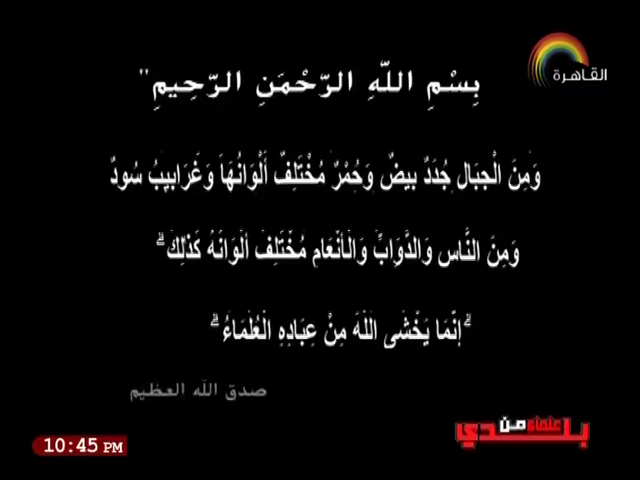 القاهرة
بِسْمِ اللَّهِ الرَّحْمَنِ الرَّحِيمِ"
وَمِنَ الْجِبَالِ جُدَدٌ بِيضٌ وَحُمْرٌ مُخْتَلِفٌ أَلْوَانُهَا وَغَرَابِيبُ سُودٌ
وَمِنَ النَّاسِ وَالدَّوَابِّ وَالْأَنْعَامِ مُخْتَلِفٌ أَلْوَانُهُ كَذَلِكَ ۗ
ۗ إِنَّمَا يَخْشَى اللَّهَ مِنْ عِبَادِهِ الْعُلَمَاءُ ۗ
صدق الله العظيم
علماء من
بلدي
10:45 PM